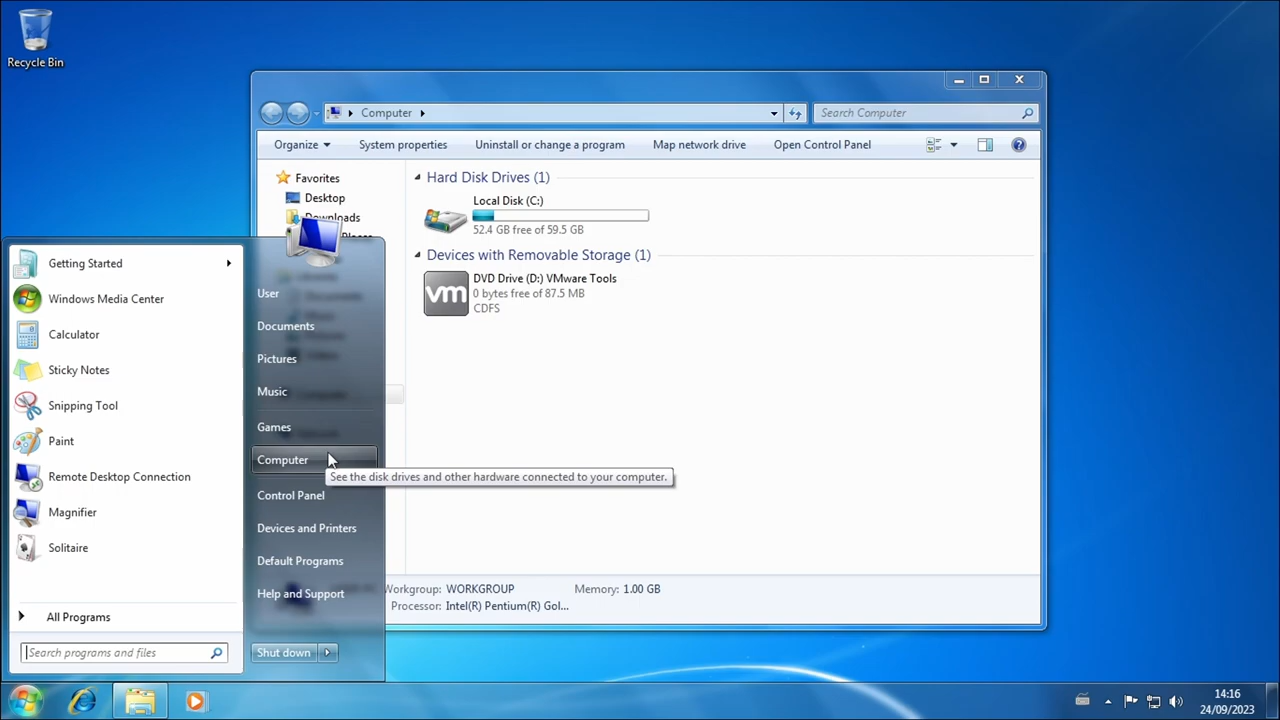 Recycle Bin
Computer
Search Computer
Organize
System properties
Uninstall or change a program
Map network drive
Open Control Panel
Favorites
Desktop
Downloads
Hard Disk Drives (1)
Local Disk (C:)
52.4 GB free of 59.5 GB
Devices with Removable Storage (1)
vm
DVD Drive (D:) VMware Tools
0 bytes free of 87.5 MB
CDFS
Getting Started
Windows Media Center
Calculator
Sticky Notes
Snipping Tool
Paint
Remote Desktop Connection
Magnifier
Solitaire
All Programs
Search programs and files
User
Documents
Pictures
Music
Games
Computer
See the disk drives and other hardware connected to your computer.
Control Panel
Devices and Printers
Default Programs
Help and Support
Shut down
Workgroup: WORKGROUP
Memory: 1.00 GB
Processor: Intel(R) Pentium(R) Gol...
14:16
24/09/2023